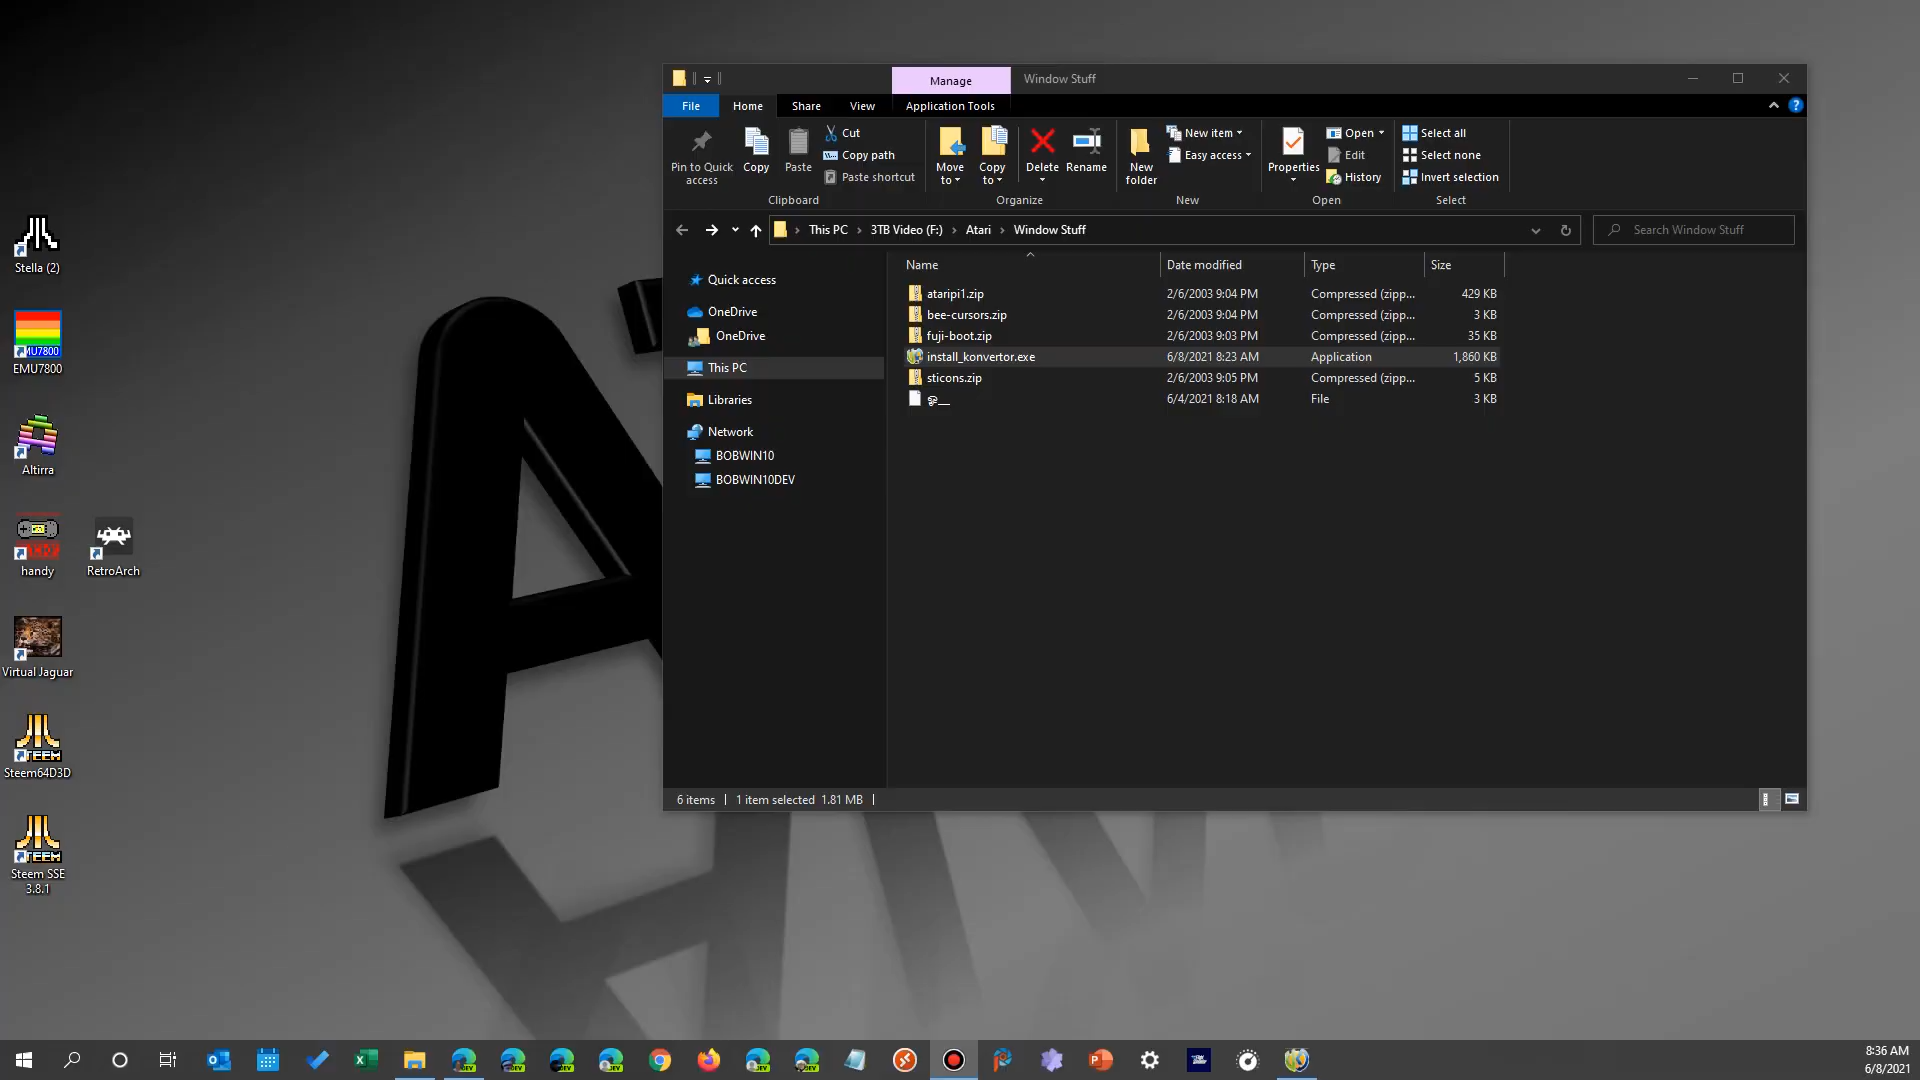 Manage
Window Stuff
File
Home
Share
View
Application Tools
Pin to Quick access
Copy
Paste
Cut
Copy path
Paste shortcut
Clipboard
Move to
Copy to
Delete
Rename
Organize
New folder
New item
Easy access
New
Properties
Open
Edit
History
Open
Select all
Select none
Invert selection
Select
This PC > 3TB Video (F:) > Atari > Window Stuff
Search Window Stuff
Quick access
OneDrive
OneDrive
This PC
Libraries
Network
BOBWIN10
BOBWIN10DEV
Name Date modified Type Size
ataripi1.zip 2/6/2003 9:04 PM Compressed (zipp... 429 KB
bee-cursors.zip 2/6/2003 9:04 PM Compressed (zipp... 3 KB
fuji-boot.zip 2/6/2003 9:03 PM Compressed (zipp... 35 KB
install_konvertor.exe 6/8/2021 8:23 AM Application 1,860 KB
sticons.zip 2/6/2003 9:05 PM Compressed (zipp... 5 KB
6/4/2021 8:18 AM File 3 KB
6 items 1 item selected 1.81 MB
Stella (2)
EMU7800
Altirra
handy
RetroArch
Virtual Jaguar
Steem64D3D
Steem SSE
3.8.1
8:36 AM
6/8/2021